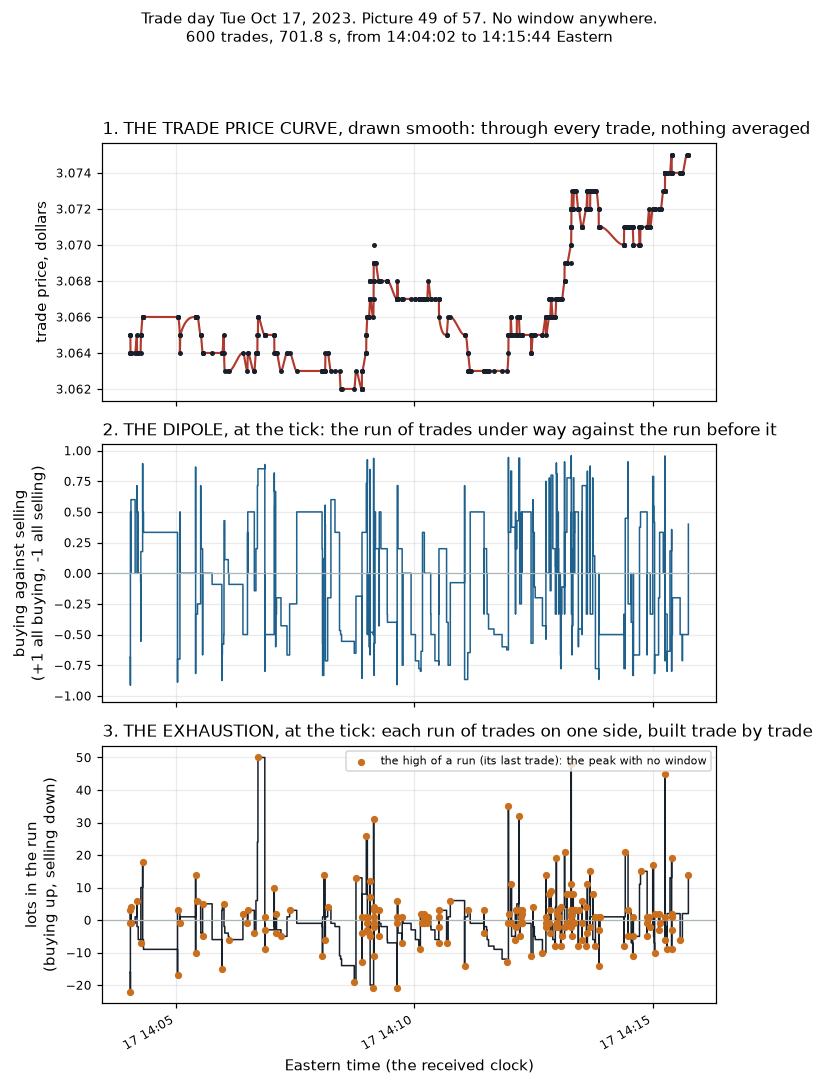 Trade day Tue Oct 17, 2023. Picture 49 of 57. No window anywhere.
600 trades, 701.8 s, from 14:04:02 to 14:15:44 Eastern
1. THE TRADE PRICE CURVE, drawn smooth: through every trade, nothing averaged
trade price, dollars
3.074
3.072
3.070
3.068
3.066
3.064
3.062
2. THE DIPOLE, at the tick: the run of trades under way against the run before it
buying against selling
(+1 all buying, -1 all selling)
1.00
0.75
0.50
0.25
0.00
−0.25
−0.50
−0.75
−1.00
3. THE EXHAUSTION, at the tick: each run of trades on one side, built trade by trade
lots in the run
(buying up, selling down)
50
40
30
20
10
0
−10
−20
the high of a run (its last trade): the peak with no window
17 14:05
17 14:10
17 14:15
Eastern time (the received clock)